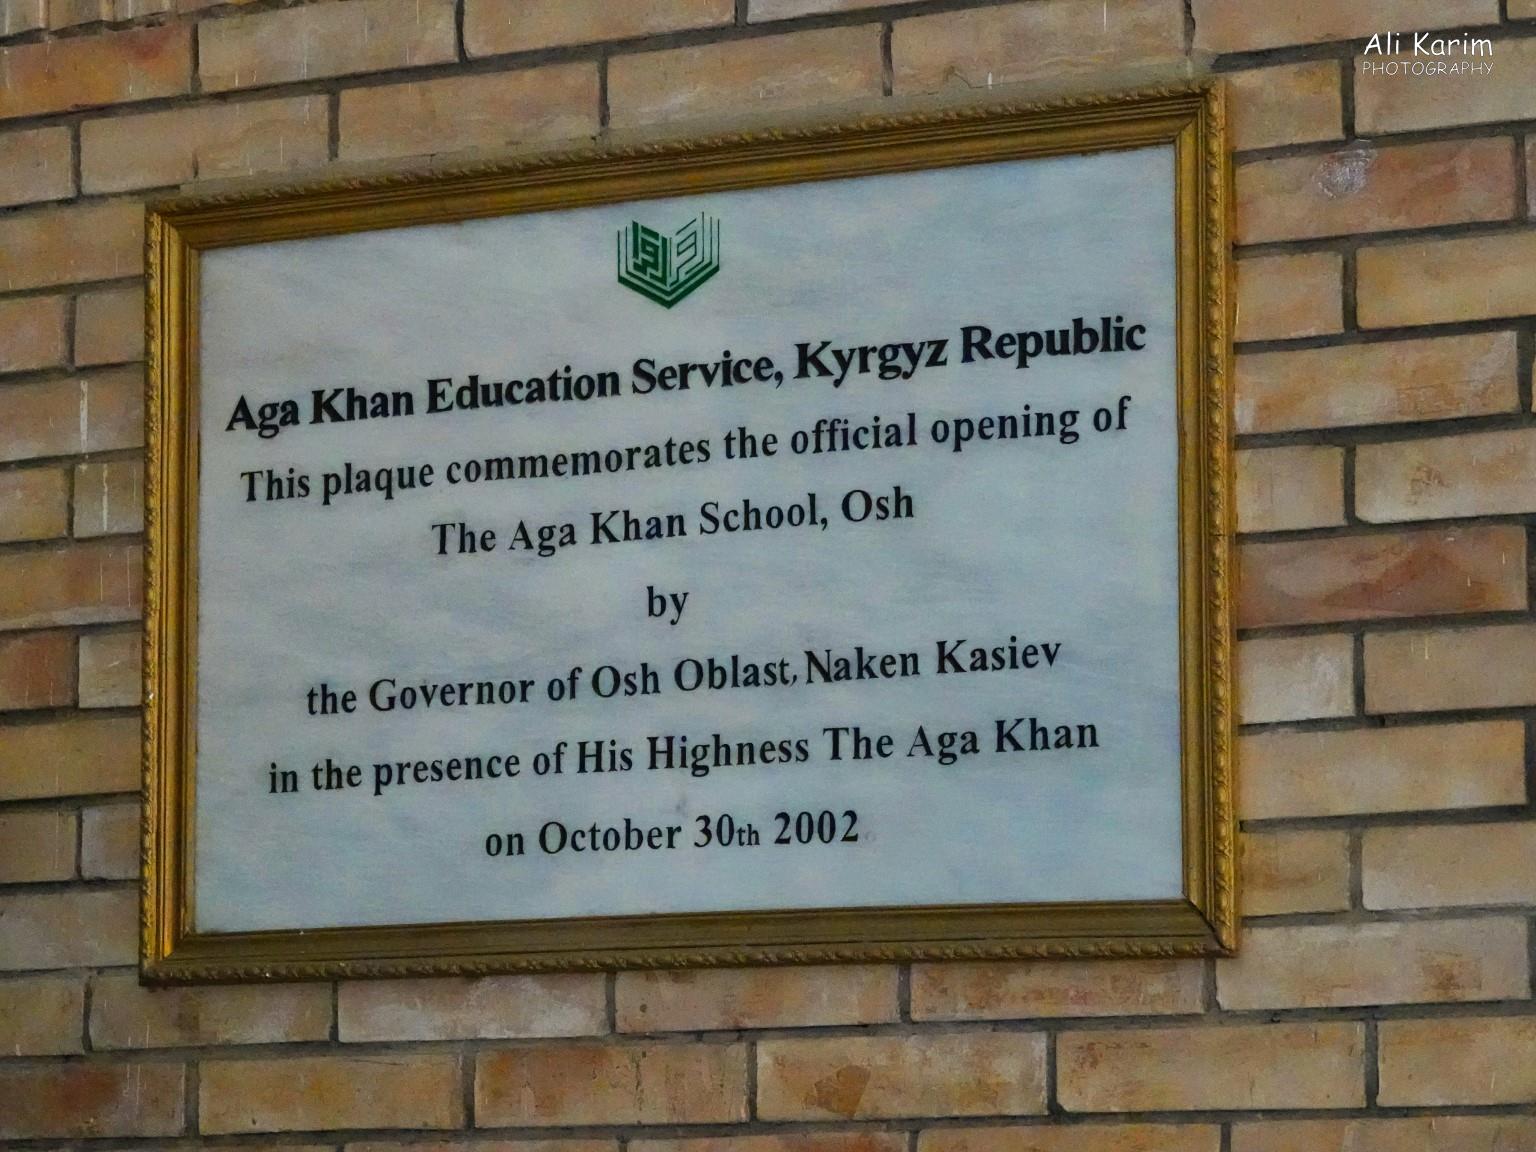 Ali Karim
PHOTOGRAPHY
Aga Khan Education Service, Kyrgyz Republic
This plaque commemorates the official opening of
The Aga Khan School, Osh
by
the Governor of Osh Oblast, Naken Kasiev
in the presence of His Highness The Aga Khan
on October 30th 2002